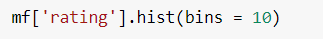 mf['rating'].hist(bins = 10)